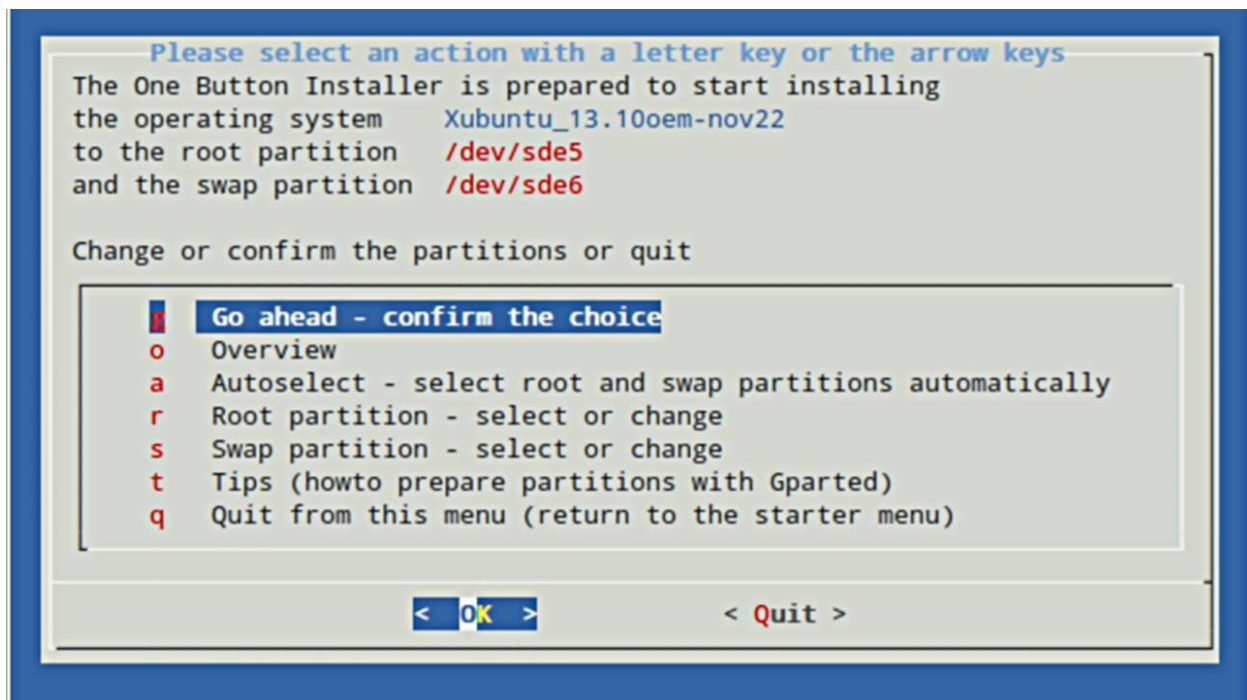 Please select an action with a letter key or the arrow keys
The One Button Installer is prepared to start installing
the operating system    Xubuntu_13.10oem-nov22
to the root partition   /dev/sde5
and the swap partition  /dev/sde6
Change or confirm the partitions or quit
g   Go ahead - confirm the choice
o   Overview
a   Autoselect - select root and swap partitions automatically
r   Root partition - select or change
s   Swap partition - select or change
t   Tips (howto prepare partitions with Gparted)
q   Quit from this menu (return to the starter menu)
<  OK  >            < Quit >